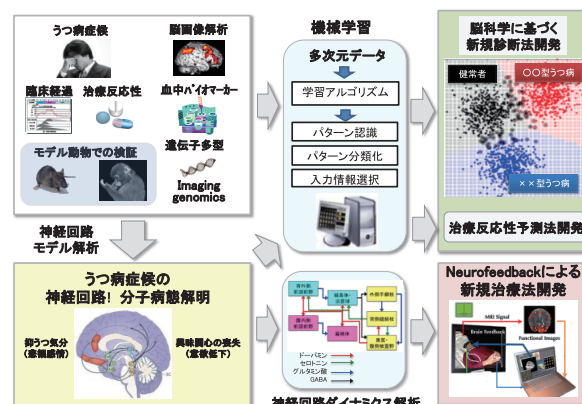 うつ病症候
脳画像解析
臨床経過
治療反応性
血中バイオマーカー
モデル動物での検証
遺伝子多型
Imaging
genomics
機械学習
多次元データ
学習アルゴリズム
パターン認識
パターン分類化
入力情報選択
脳科学に基づく
新規診断法開発
健常者
〇〇型うつ病
××型うつ病
治療反応性予測法開発
神経回路
モデル解析
うつ病症候の
神経回路! 分子病態解明
抑うつ気分
(悲観感情)
興味関心の喪失
(意欲低下)
ドーパミン
セロトニン
グルタミン酸
GABA
神経回路ダイナミクス解析
Neurofeedbackによる
新規治療法開発
MRI Signal
Brain Feedback
Functional Images